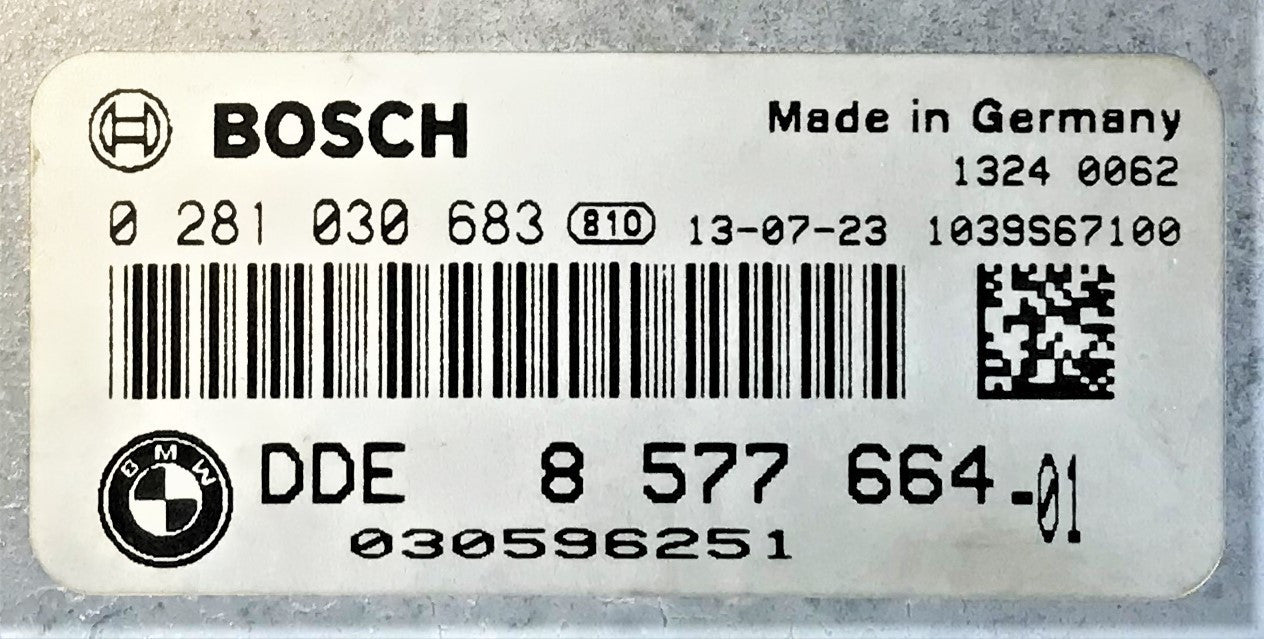 BOSCH Made in Germany
1324 0062
0 281 030 683 810 13-07-23 1039S67100
BMW DDE 8 577 664-01
030596251